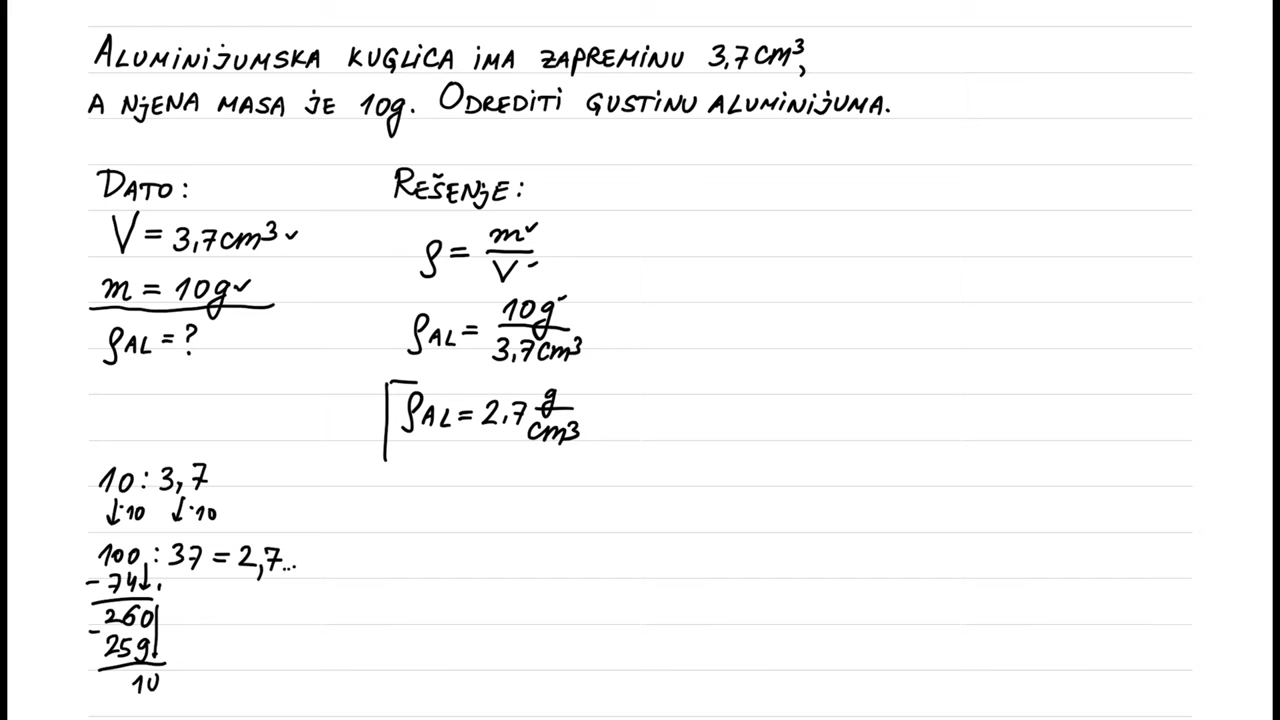 ALUMINIJUMSKA KUGLICA IMA ZAPREMINU 3,7cm³,
A NJENA MASA JE 10g. ODREDITI GUSTINU ALUMINIJUMA.
DATO:
V = 3,7cm³ ✓
m = 10g ✓
ρAL = ?
REŠENJE:
ρ = m/V
ρAL = 10g/3,7cm³
ρAL = 2,7 g/cm³
10 : 3,7
↓·10 ↓·10
100 : 37 = 2,7...
- 74
260
- 259
10